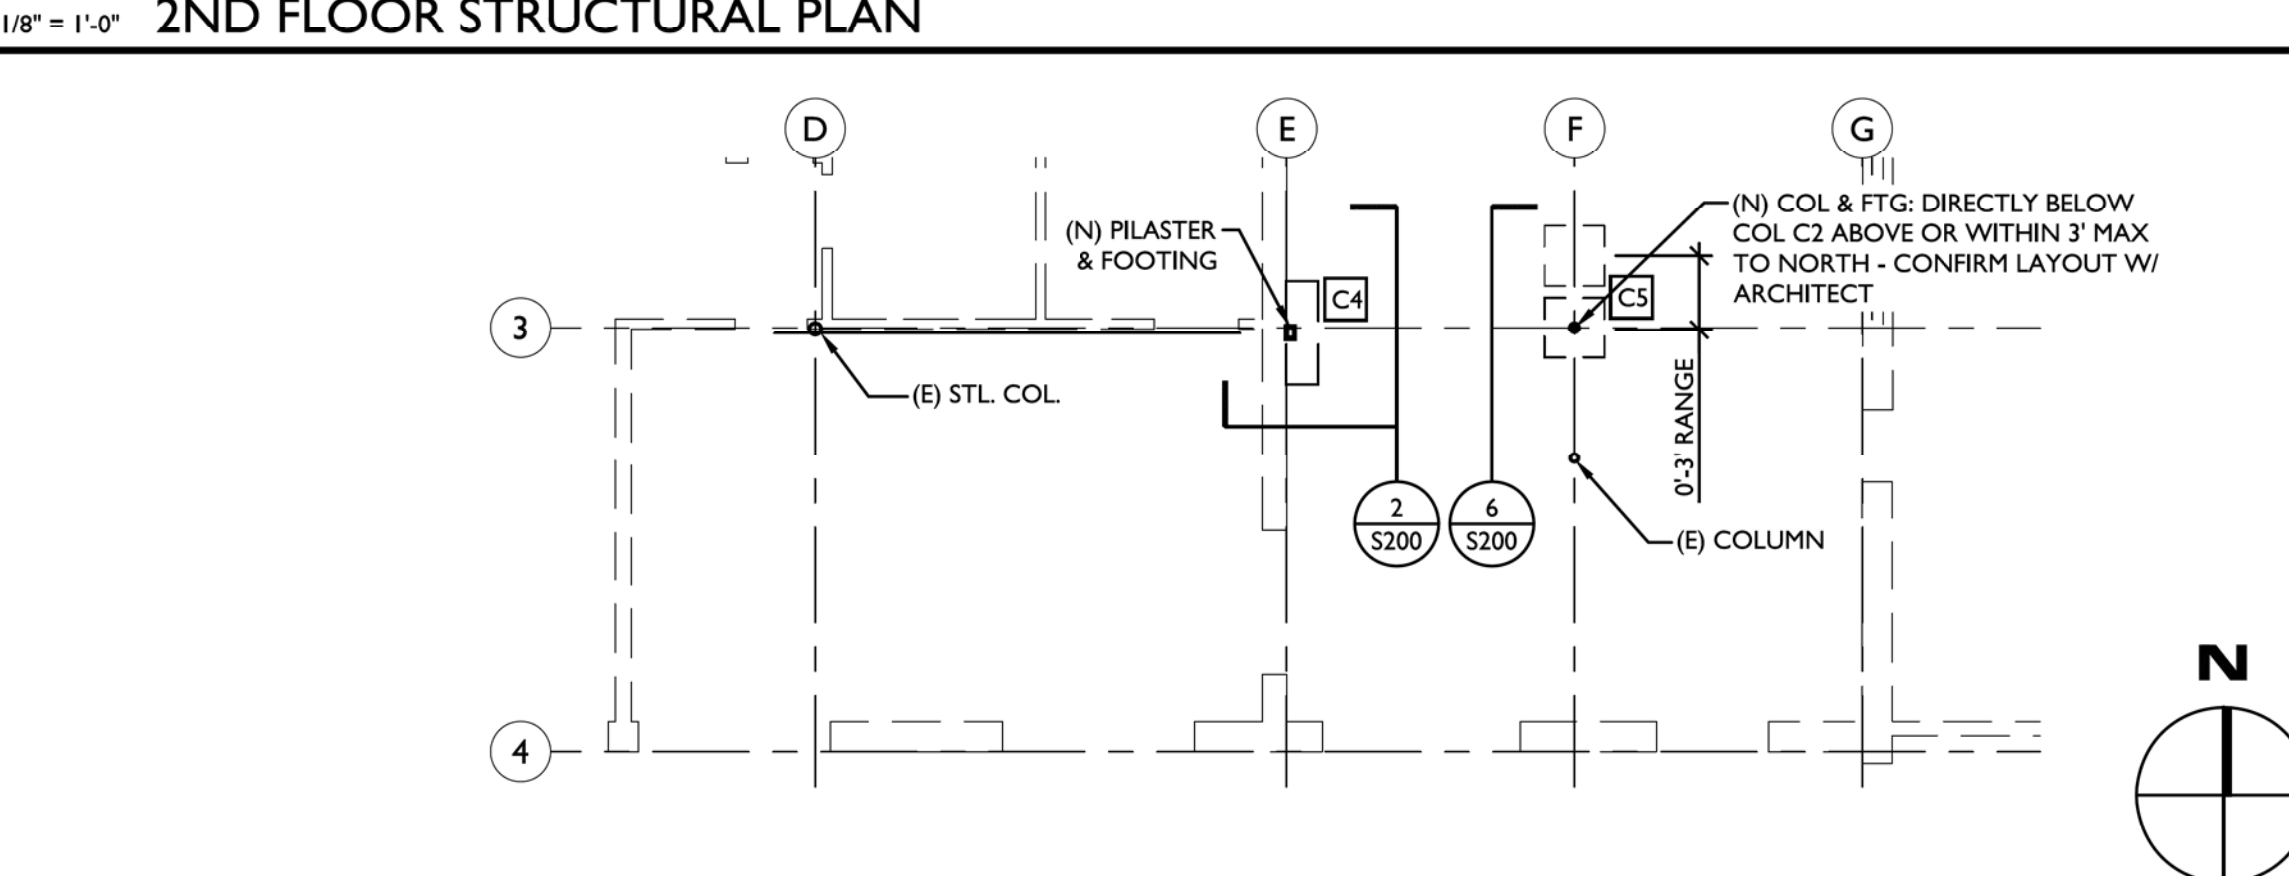 1/8" = 1'-0" 2ND FLOOR STRUCTURAL PLAN
D E F G
(N) PILASTER
& FOOTING
C4
C5
(N) COL & FTG: DIRECTLY BELOW
COL C2 ABOVE OR WITHIN 3' MAX
TO NORTH - CONFIRM LAYOUT W/
ARCHITECT
3
(E) STL. COL.
0'-3' RANGE
2
S200
6
S200
(E) COLUMN
N
4